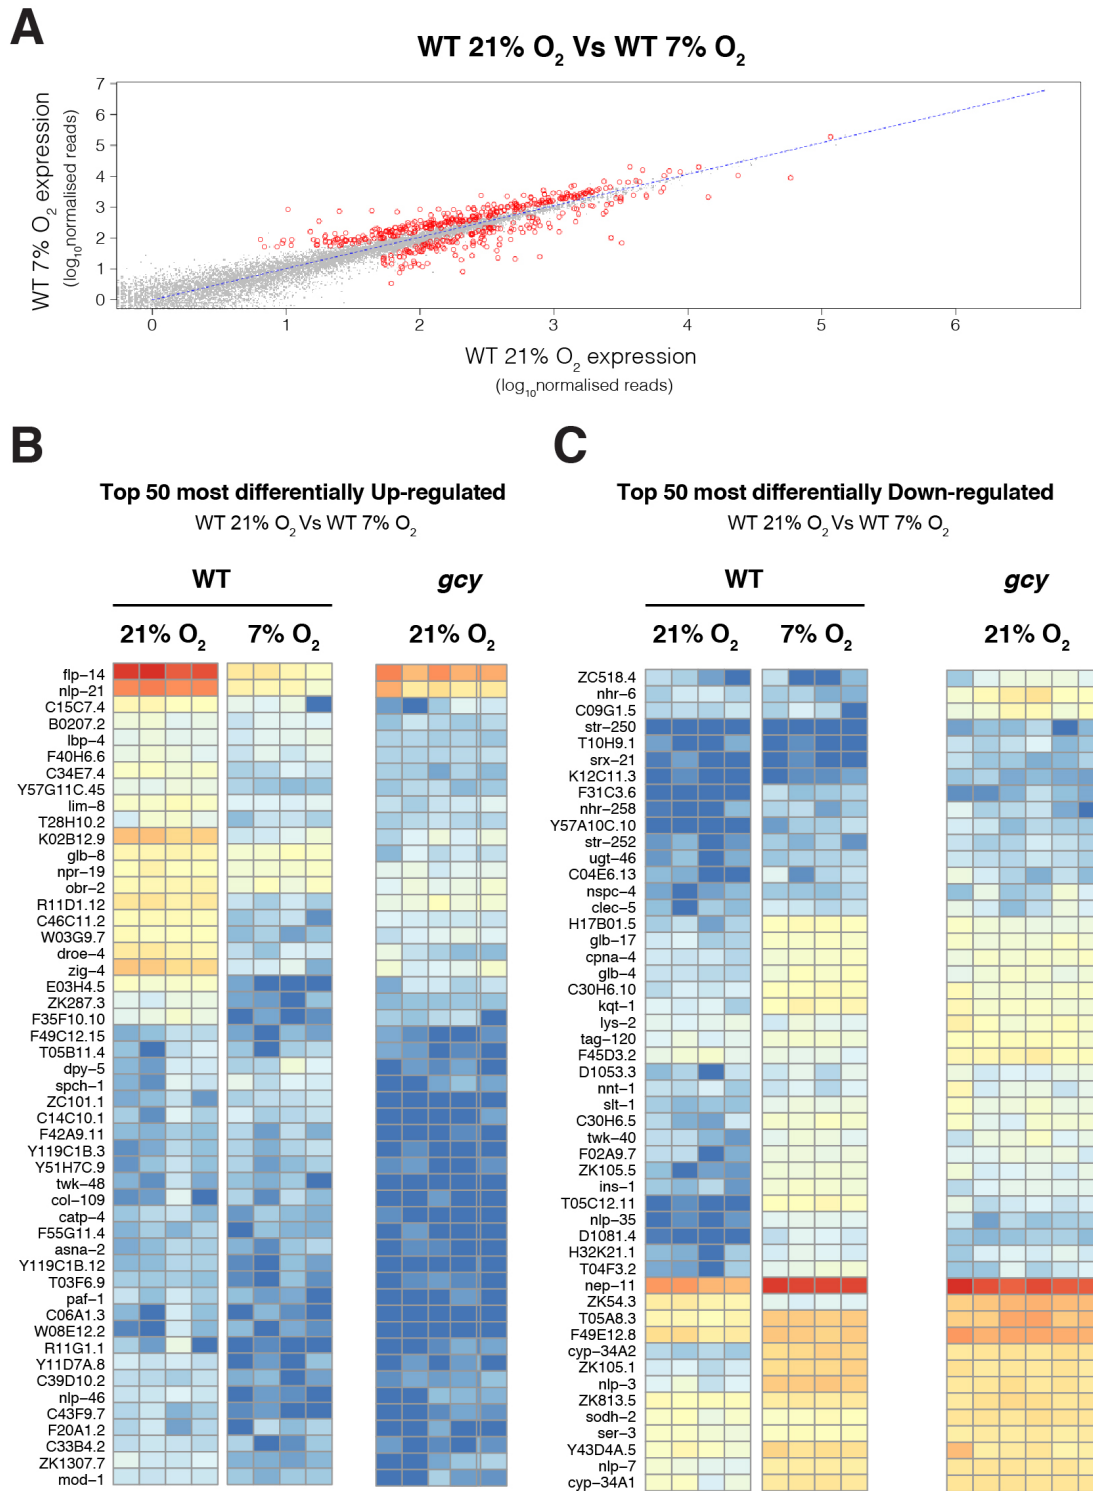 A
WT 21% O2 Vs WT 7% O2
WT 7% O2 expression
(log10normalised reads)
7
6
5
4
3
2
1
0
0 1 2 3 4 5 6
WT 21% O2 expression
(log10normalised reads)
B
Top 50 most differentially Up-regulated
WT 21% O2 Vs WT 7% O2
WT gcy
21% O2 7% O2 21% O2
flp−14
nlp−21
C15C7.4
B0207.2
lbp−4
F40H6.6
C34E7.4
Y57G11C.45
lim−8
T28H10.2
K02B12.9
glb−8
npr−19
obr−2
R11D1.12
C46C11.2
W03G9.7
droe−4
zig−4
E03H4.5
ZK287.3
F35F10.10
F49C12.15
T05B11.4
dpy−5
spch−1
ZC101.1
C14C10.1
F42A9.11
Y119C1B.3
Y51H7C.9
twk−48
col−109
catp−4
F55G11.4
asna−2
Y119C1B.12
T03F6.9
paf−1
C06A1.3
W08E12.2
R11G1.1
Y11D7A.8
C39D10.2
nlp−46
C43F9.7
F20A1.2
C33B4.2
ZK1307.7
mod−1
C
Top 50 most differentially Down-regulated
WT 21% O2 Vs WT 7% O2
WT gcy
21% O2 7% O2 21% O2
ZC518.4
nhr−6
C09G1.5
str−250
T10H9.1
srx−21
K12C11.3
F31C3.6
nhr−258
Y57A10C.10
str−252
ugt−46
C04E6.13
nspc−4
clec−5
H17B01.5
glb−17
cpna−4
glb−4
C30H6.10
kqt−1
lys−2
tag−120
F45D3.2
D1053.3
nnt−1
slt−1
C30H6.5
twk−40
F02A9.7
ZK105.5
ins−1
T05C12.11
nlp−35
D1081.4
H32K21.1
T04F3.2
nep−11
ZK54.3
T05A8.3
F49E12.8
cyp−34A2
ZK105.1
nlp−3
ZK813.5
sodh−2
ser−3
Y43D4A.5
nlp−7
cyp−34A1